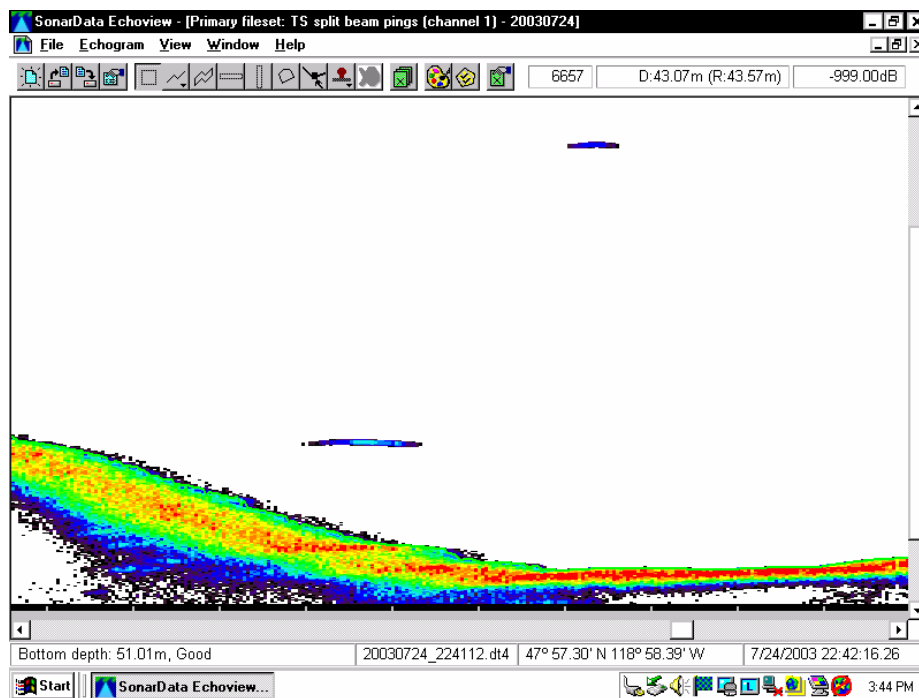 SonarData Echoview - [Primary fileset: TS split beam pings (channel 1) - 20030724]
File Echogram View Window Help
6657 D:43.07m (R:43.57m) -999.00dB
Bottom depth: 51.01m, Good 20030724_224112.dt4 47º 57.30' N 118º 58.39' W 7/24/2003 22:42:16.26
Start SonarData Echoview... L 3:44 PM